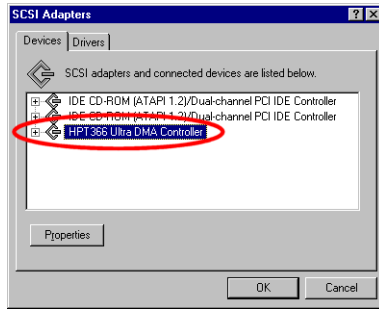 SCSI Adapters
Devices
Drivers
SCSI adapters and connected devices are listed below.
IDE CD-ROM (ATAPI 1.2)/Dual-channel PCI IDE Controller
IDE CD-ROM (ATAPI 1.2)/Dual-channel PCI IDE Controller
HPT366 Ultra DMA Controller
Properties
OK
Cancel